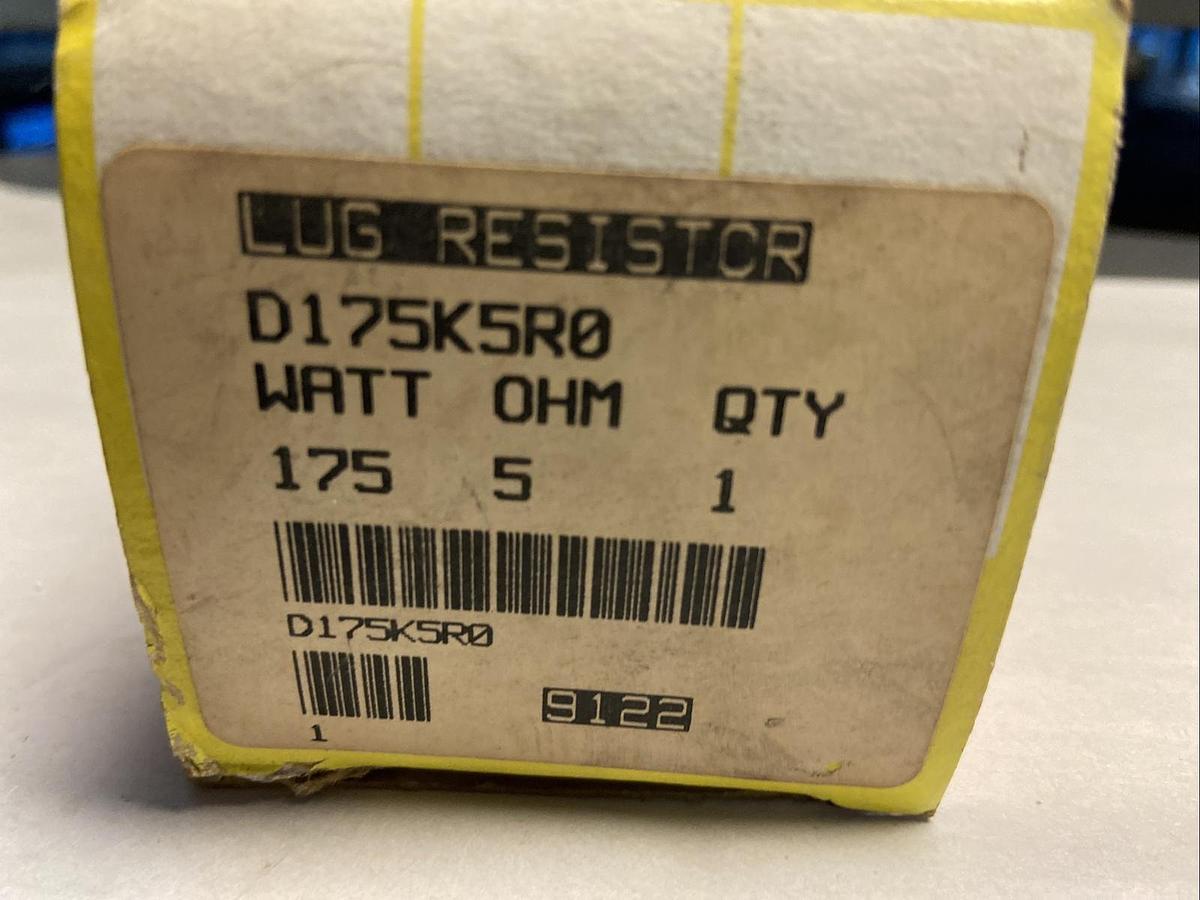 LUG RESISTOR
D175K5R0
WATT OHM QTY
175 5 1
D175K5R0
1
9122